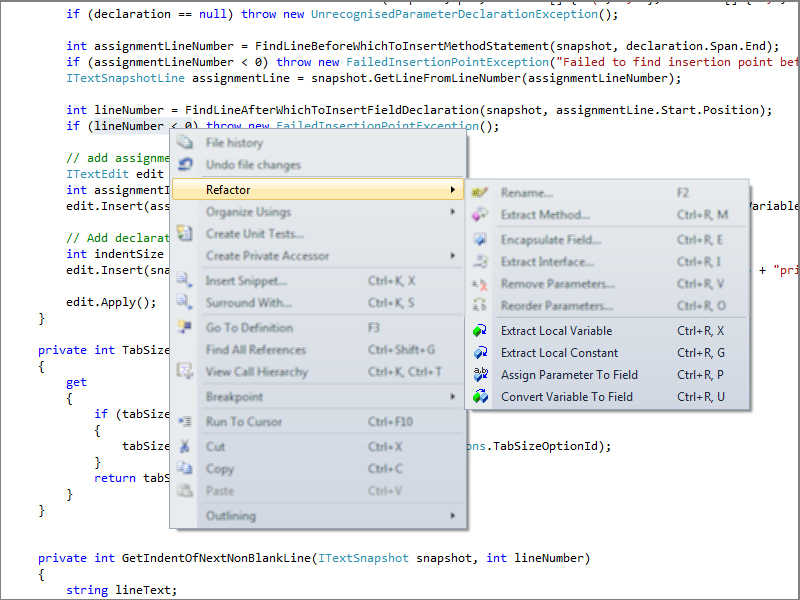 if (declaration == null) throw new UnrecognisedParameterDeclarationException();
int assignmentLineNumber = FindLineBeforeWhichToInsertMethodStatement(snapshot, declaration.Span.End);
if (assignmentLineNumber < 0) throw new FailedInsertionPointException("Failed to find insertion point bef
ITextSnapshotLine assignmentLine = snapshot.GetLineFromLineNumber(assignmentLineNumber);
int lineNumber = FindLineAfterWhichToInsertFieldDeclaration(snapshot, assignmentLine.Start.Position);
if (lineNumber < 0) throw new FailedInsertionPointException();
// add assignme
ITextEdit edit
int assignmentI
edit.Insert(ass
Variable
// Add declarat
int indentSize
edit.Insert(sna
+ "pri
edit.Apply();
}
private int TabSize
{
get
{
if (tabSize
{
tabSize
ns.TabSizeOptionId);
}
return tabS
}
}
private int GetIndentOfNextNonBlankLine(ITextSnapshot snapshot, int lineNumber)
{
string lineText;
File history
Undo file changes
Refactor
Organize Usings
Create Unit Tests...
Create Private Accessor
Insert Snippet... Ctrl+K, X
Surround With... Ctrl+K, S
Go To Definition F3
Find All References Ctrl+Shift+G
View Call Hierarchy Ctrl+K, Ctrl+T
Breakpoint
Run To Cursor Ctrl+F10
Cut Ctrl+X
Copy Ctrl+C
Paste Ctrl+V
Outlining
Rename... F2
Extract Method... Ctrl+R, M
Encapsulate Field... Ctrl+R, E
Extract Interface... Ctrl+R, I
Remove Parameters... Ctrl+R, V
Reorder Parameters... Ctrl+R, O
Extract Local Variable Ctrl+R, X
Extract Local Constant Ctrl+R, G
Assign Parameter To Field Ctrl+R, P
Convert Variable To Field Ctrl+R, U